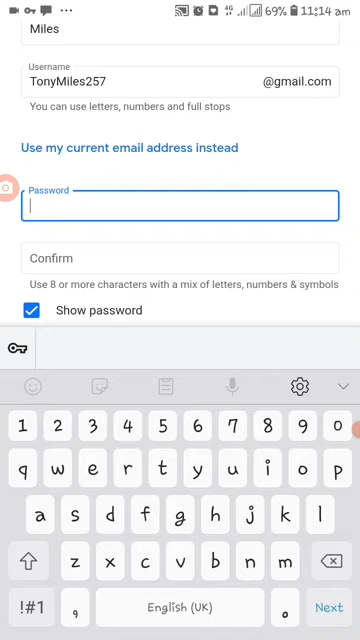 69% 11:14 am
Miles
Username
TonyMiles257 @gmail.com
You can use letters, numbers and full stops
Use my current email address instead
Password
Confirm
Use 8 or more characters with a mix of letters, numbers & symbols
Show password
1 2 3 4 5 6 7 8 9 0
q w e r t y u i o p
a s d f g h j k l
z x c v b n m
!#1 , English (UK) . Next